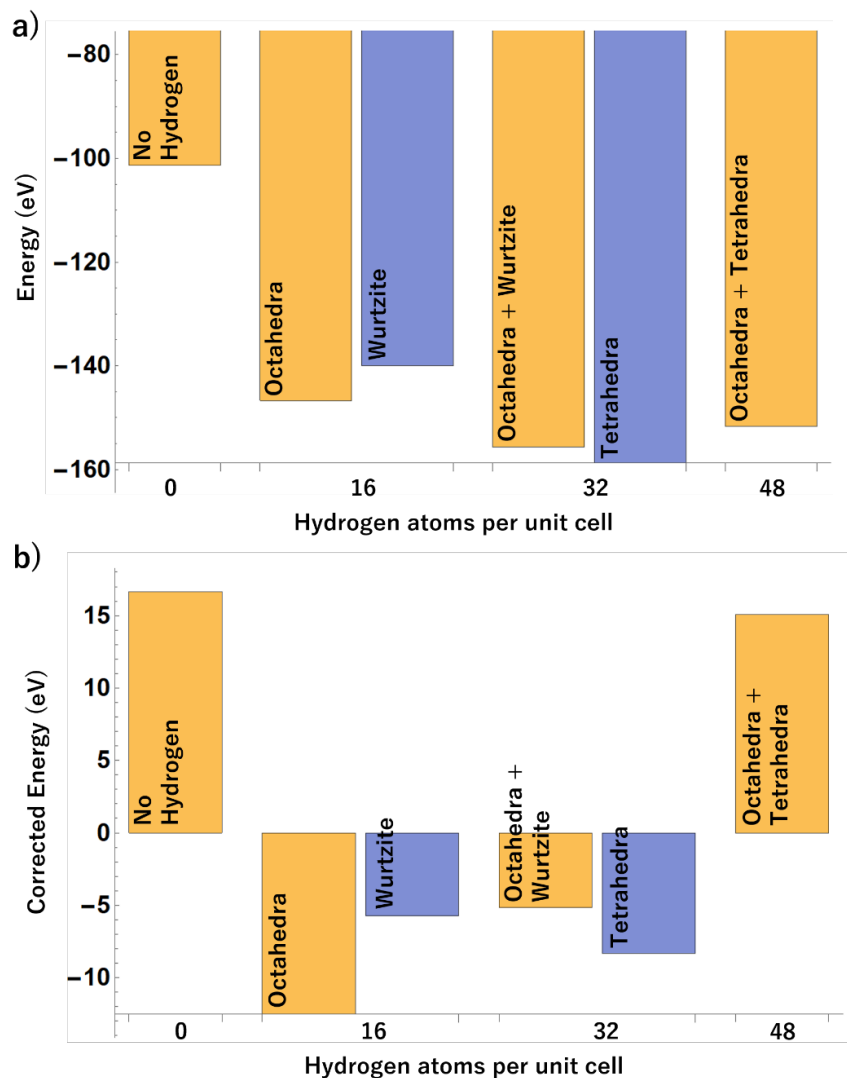 a)
Energy (eV)
−80
−100
−120
−140
−160
No
Hydrogen
Octahedra
Wurtzite
Octahedra + Wurtzite
Tetrahedra
Octahedra + Tetrahedra
0
16
32
48
Hydrogen atoms per unit cell
b)
Corrected Energy (eV)
15
10
5
0
−5
−10
No
Hydrogen
Octahedra
Wurtzite
Octahedra +
Wurtzite
Tetrahedra
Octahedra +
Tetrahedra
0
16
32
48
Hydrogen atoms per unit cell